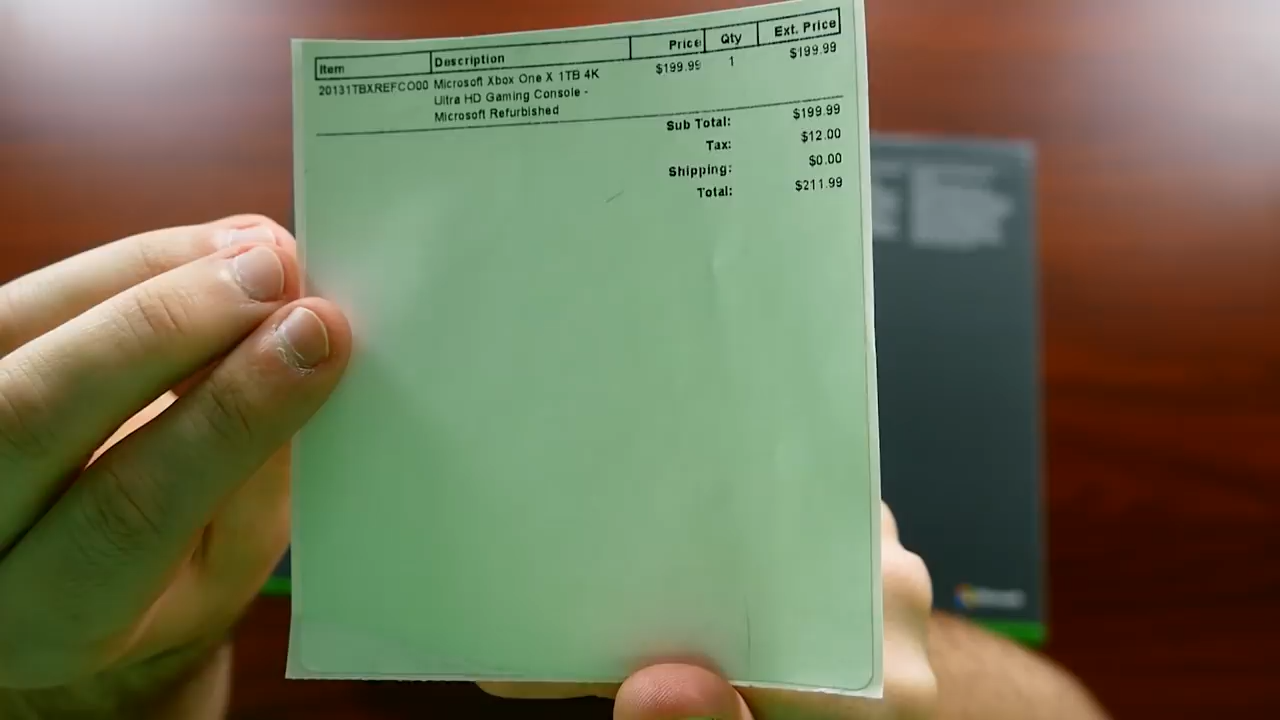 Item Description Price Qty Ext. Price
20131TBXREFCO00 Microsoft Xbox One X 1TB 4K $199.99 1 $199.99
Ultra HD Gaming Console -
Microsoft Refurbished
Sub Total: $199.99
Tax: $12.00
Shipping: $0.00
Total: $211.99